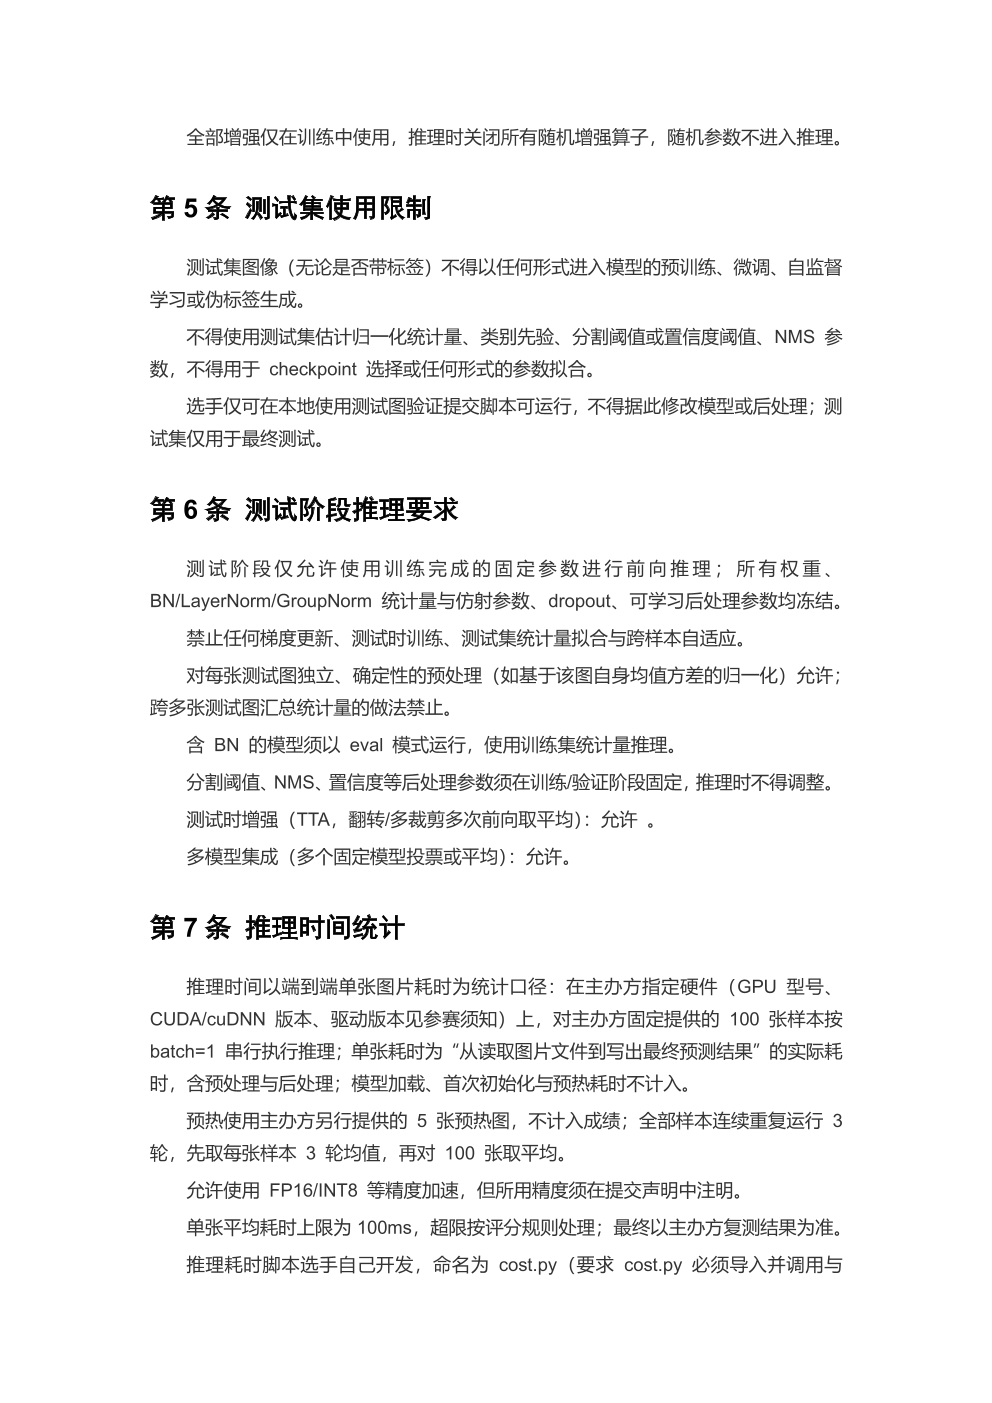 全部增强仅在训练中使用，推理时关闭所有随机增强算子，随机参数不进入推理。
第 5 条 测试集使用限制
测试集图像（无论是否带标签）不得以任何形式进入模型的预训练、微调、自监督
学习或伪标签生成。
不得使用测试集估计归一化统计量、类别先验、分割阈值或置信度阈值、NMS 参
数，不得用于 checkpoint 选择或任何形式的参数拟合。
选手仅可在本地使用测试图验证提交脚本可运行，不得据此修改模型或后处理；测
试集仅用于最终测试。
第 6 条 测试阶段推理要求
测试阶段仅允许使用训练完成的固定参数进行前向推理；所有权重、
BN/LayerNorm/GroupNorm 统计量与仿射参数、dropout、可学习后处理参数均冻结。
禁止任何梯度更新、测试时训练、测试集统计量拟合与跨样本自适应。
对每张测试图独立、确定性的预处理（如基于该图自身均值方差的归一化）允许；
跨多张测试图汇总统计量的做法禁止。
含 BN 的模型须以 eval 模式运行，使用训练集统计量推理。
分割阈值、NMS、置信度等后处理参数须在训练/验证阶段固定，推理时不得调整。
测试时增强（TTA，翻转/多裁剪多次前向取平均）：允许 。
多模型集成（多个固定模型投票或平均）：允许。
第 7 条 推理时间统计
推理时间以端到端单张图片耗时为统计口径：在主办方指定硬件（GPU 型号、
CUDA/cuDNN 版本、驱动版本见参赛须知）上，对主办方固定提供的 100 张样本按
batch=1 串行执行推理；单张耗时为“从读取图片文件到写出最终预测结果”的实际耗
时，含预处理与后处理；模型加载、首次初始化与预热耗时不计入。
预热使用主办方另行提供的 5 张预热图，不计入成绩；全部样本连续重复运行 3
轮，先取每张样本 3 轮均值，再对 100 张取平均。
允许使用 FP16/INT8 等精度加速，但所用精度须在提交声明中注明。
单张平均耗时上限为 100ms，超限按评分规则处理；最终以主办方复测结果为准。
推理耗时脚本选手自己开发，命名为 cost.py（要求 cost.py 必须导入并调用与